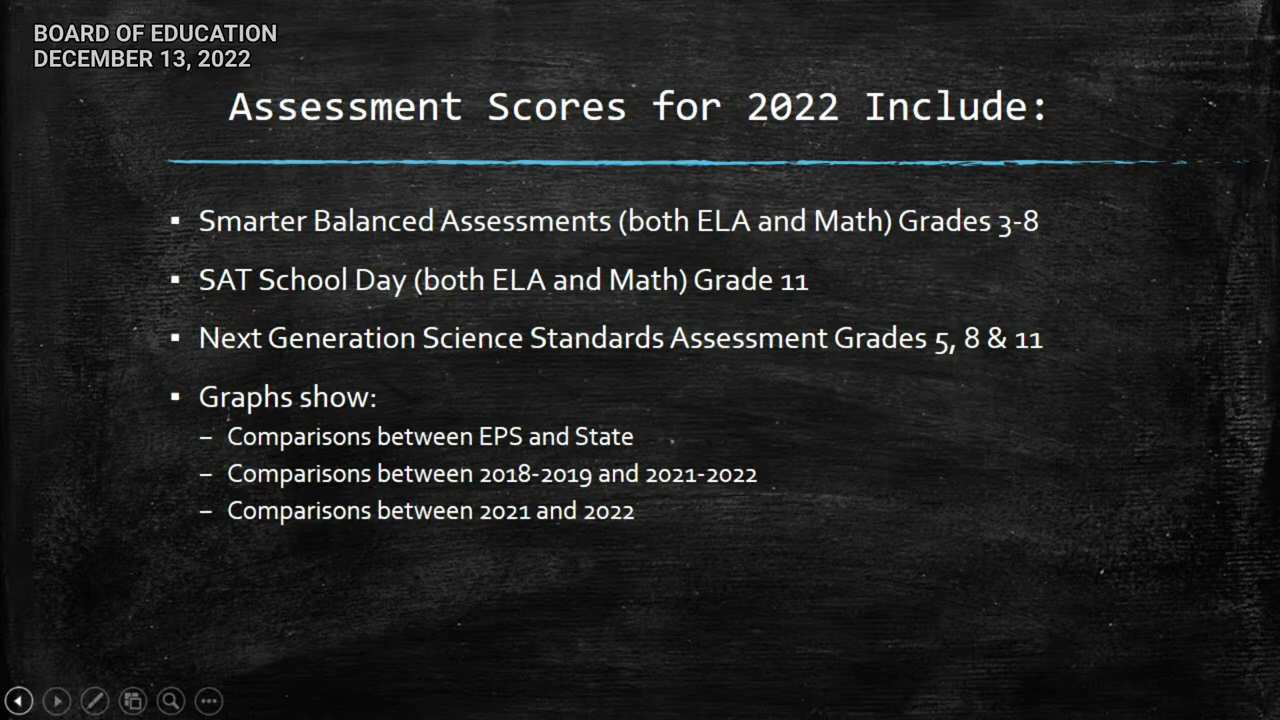 BOARD OF EDUCATION
DECEMBER 13, 2022
Assessment Scores for 2022 Include:
▪ Smarter Balanced Assessments (both ELA and Math) Grades 3-8
▪ SAT School Day (both ELA and Math) Grade 11
▪ Next Generation Science Standards Assessment Grades 5, 8 & 11
▪ Graphs show:
– Comparisons between EPS and State
– Comparisons between 2018-2019 and 2021-2022
– Comparisons between 2021 and 2022